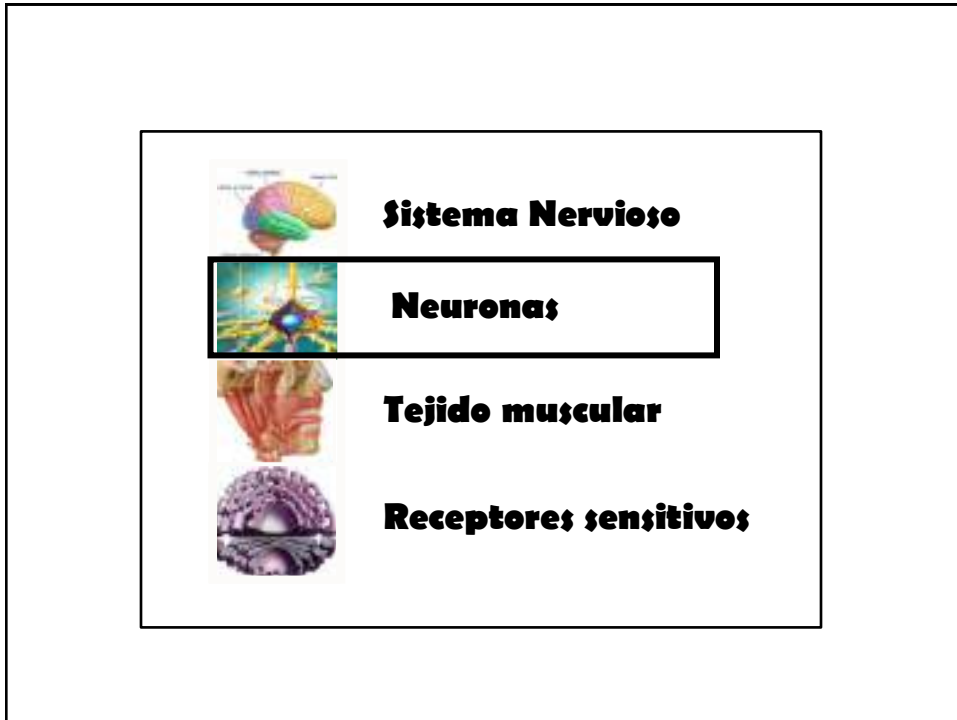 Sistema Nervioso
Neuronas
Tejido muscular
Receptores sensitivos